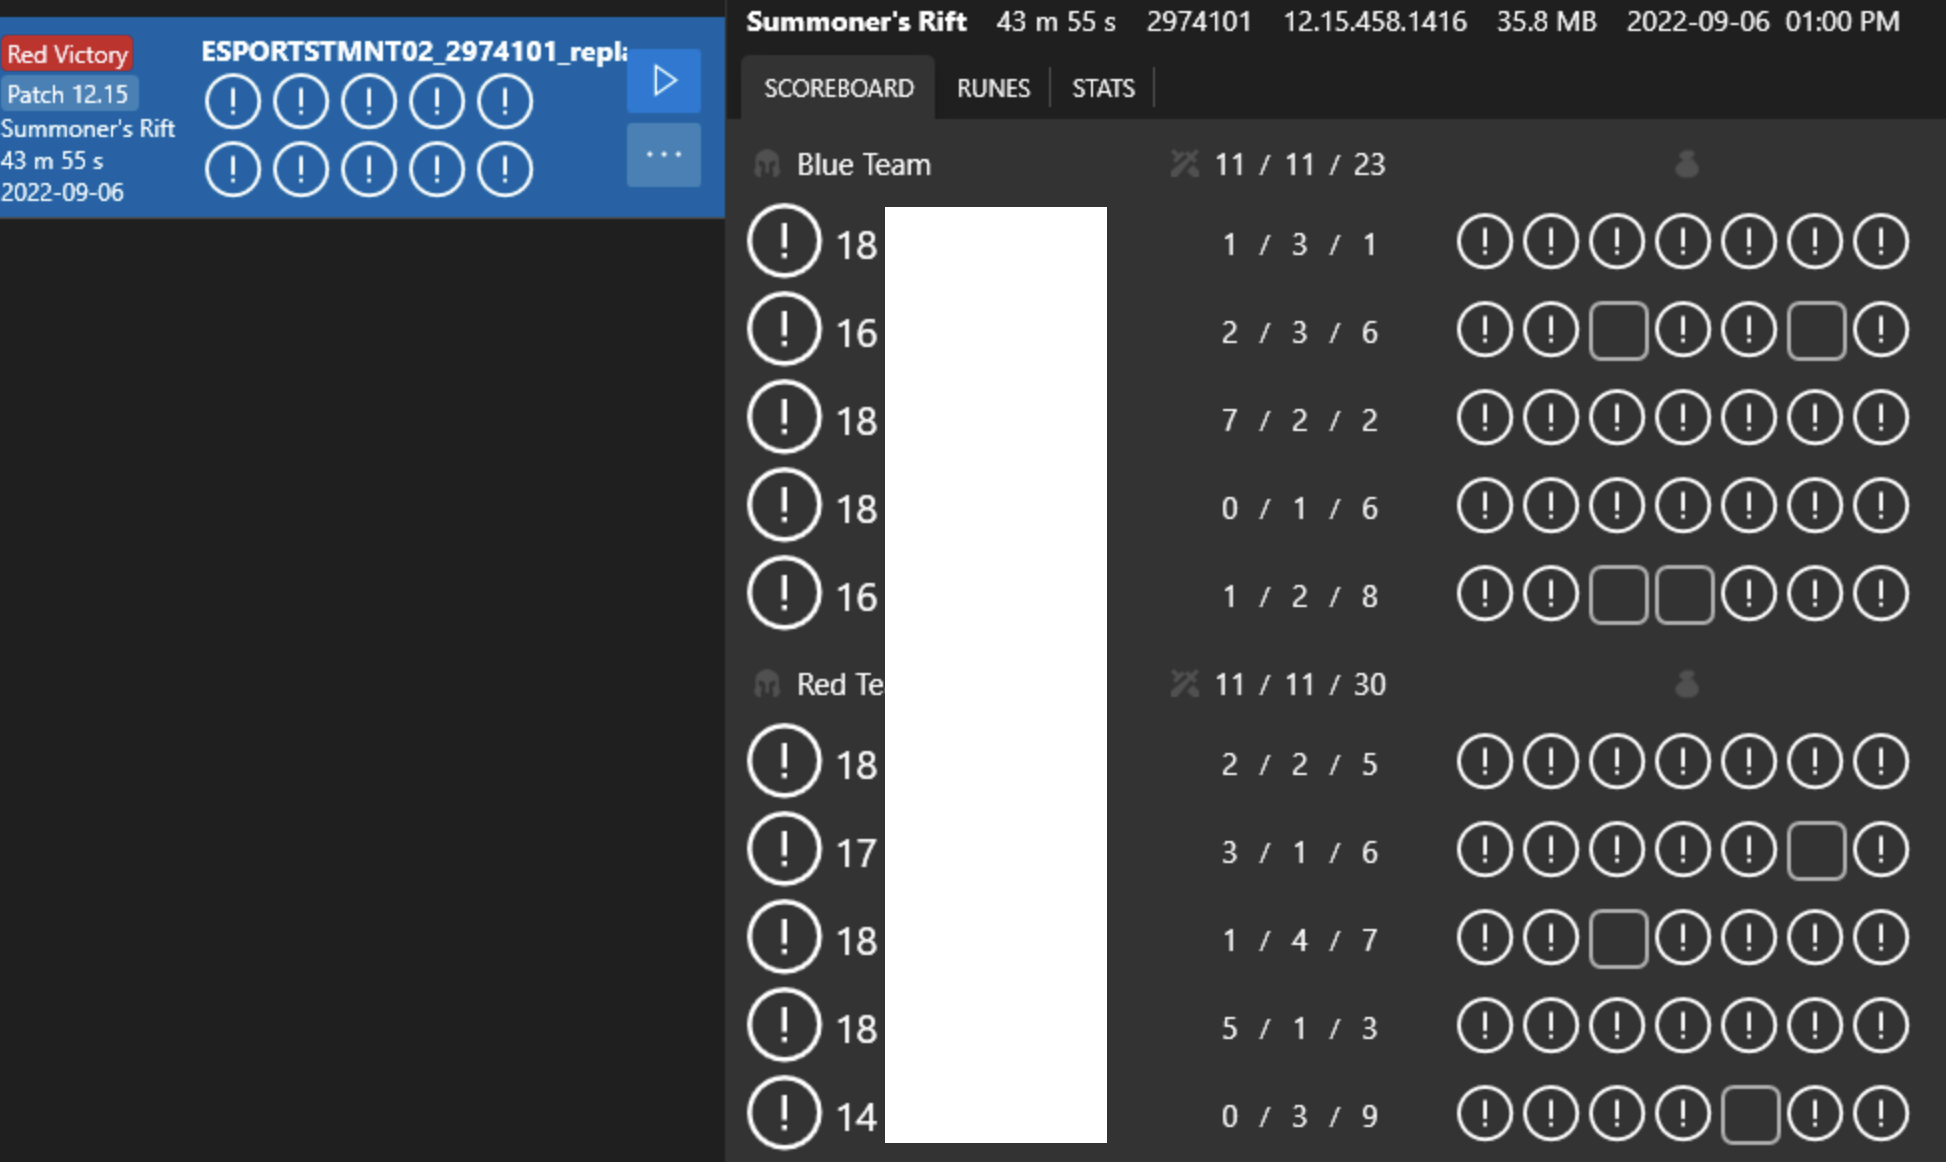 Red Victory
ESPORTSTMNT02_2974101_repla
Patch 12.15
Summoner's Rift
43 m 55 s
2022-09-06
Summoner's Rift 43 m 55 s 2974101 12.15.458.1416 35.8 MB 2022-09-06 01:00 PM
SCOREBOARD RUNES STATS
Blue Team 11 / 11 / 23
18 1 / 3 / 1
16 2 / 3 / 6
18 7 / 2 / 2
18 0 / 1 / 6
16 1 / 2 / 8
Red Te 11 / 11 / 30
18 2 / 2 / 5
17 3 / 1 / 6
18 1 / 4 / 7
18 5 / 1 / 3
14 0 / 3 / 9